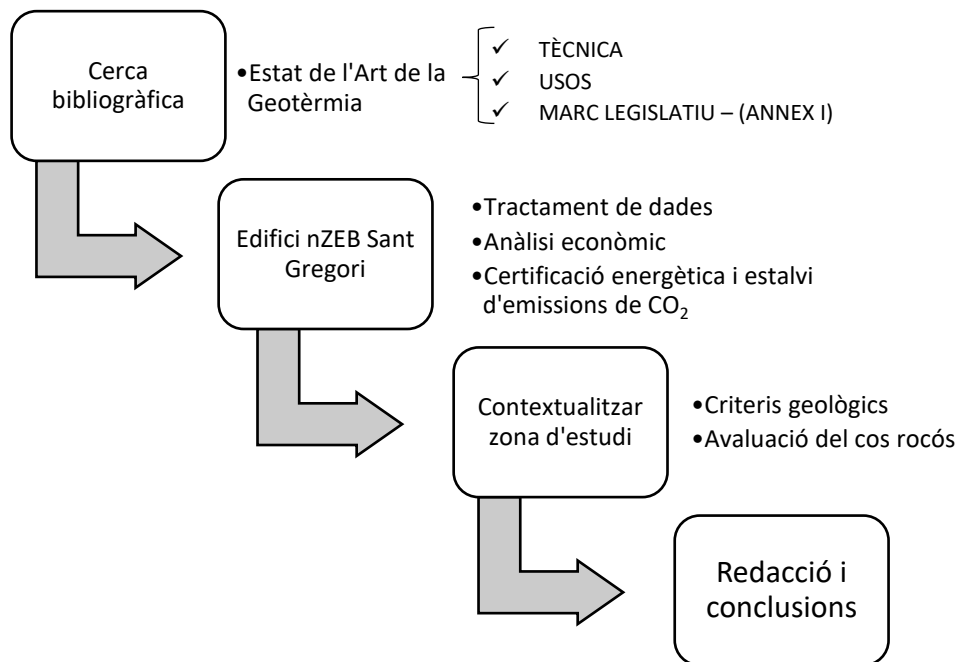 Cerca
bibliogràfica
•Estat de l'Art de la
Geotèrmia
✓ TÈCNICA
✓ USOS
✓ MARC LEGISLATIU – (ANNEX I)
Edifici nZEB Sant
Gregori
•Tractament de dades
•Anàlisi econòmic
•Certificació energètica i estalvi
d'emissions de CO₂
Contextualitzar
zona d'estudi
•Criteris geològics
•Avaluació del cos rocós
Redacció i
conclusions